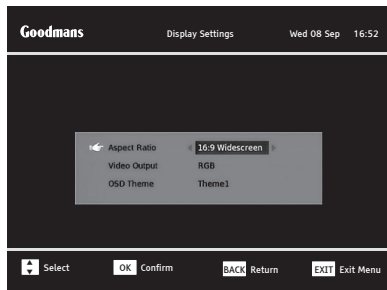 Goodmans Display Settings Wed 08 Sep 16:52
Aspect Ratio 16:9 Widescreen
Video Output RGB
OSD Theme Theme1
Select OK Confirm BACK Return EXIT Exit Menu